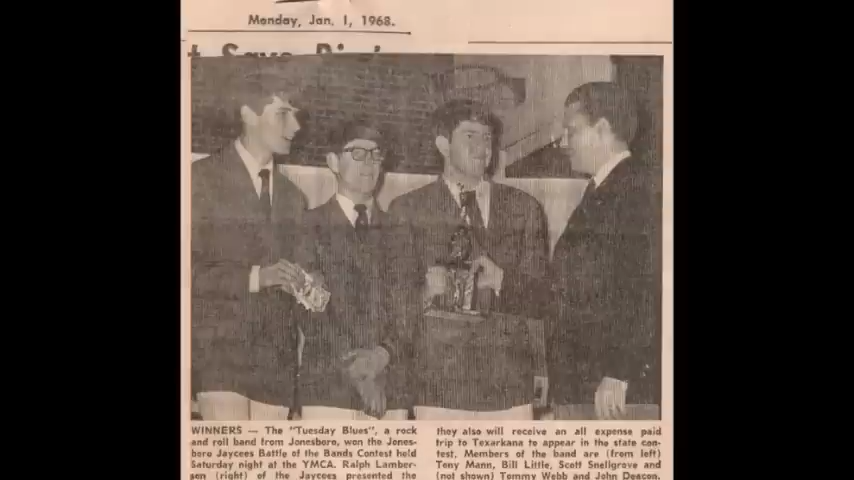 Monday, Jan. 1, 1968.
WINNERS — The "Tuesday Blues", a rock
and roll band from Jonesboro, won the Jones-
boro Jaycees Battle of the Bands Contest held
Saturday night at the YMCA. Ralph Lamber-
son (right) of the Jaycees presented the
they also will receive an all expense paid
trip to Texarkana to appear in the state con-
test, Members of the band are (from left)
Tony Mann, Bill Little, Scott Snellgrove and
(not shown) Tommy Webb and John Deacon.